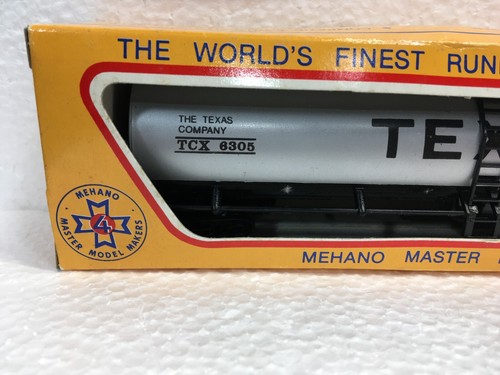 THE WORLD'S FINEST RUN
THE TEXAS
COMPANY
TCX 6305
TE
MEHANO
4
MASTER MODEL MAKERS
MEHANO MASTER